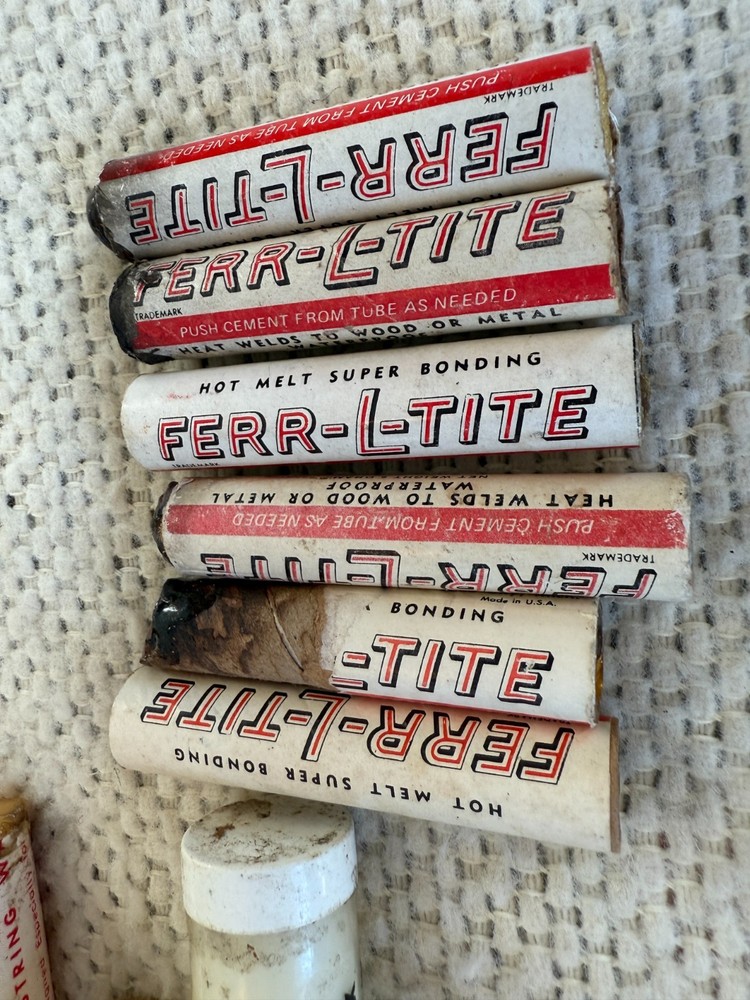 PUSH CEMENT FROM TUBE AS NEEDED
TRADEMARK
FERR-L-TITE
FERR-L-TITE
TRADEMARK
PUSH CEMENT FROM TUBE AS NEEDED
HEAT WELDS TO WOOD OR METAL
WATERPROOF
HOT MELT SUPER BONDING
FERR-L-TITE
TRADEMARK
WATERPROOF
HEAT WELDS TO WOOD OR METAL
PUSH CEMENT FROM TUBE AS NEEDED
TRADEMARK
FERR-L-TITE
Made in U.S.A.
BONDING
-TITE
FERR-L-TITE
HOT MELT SUPER BONDING
STRING
Especially for